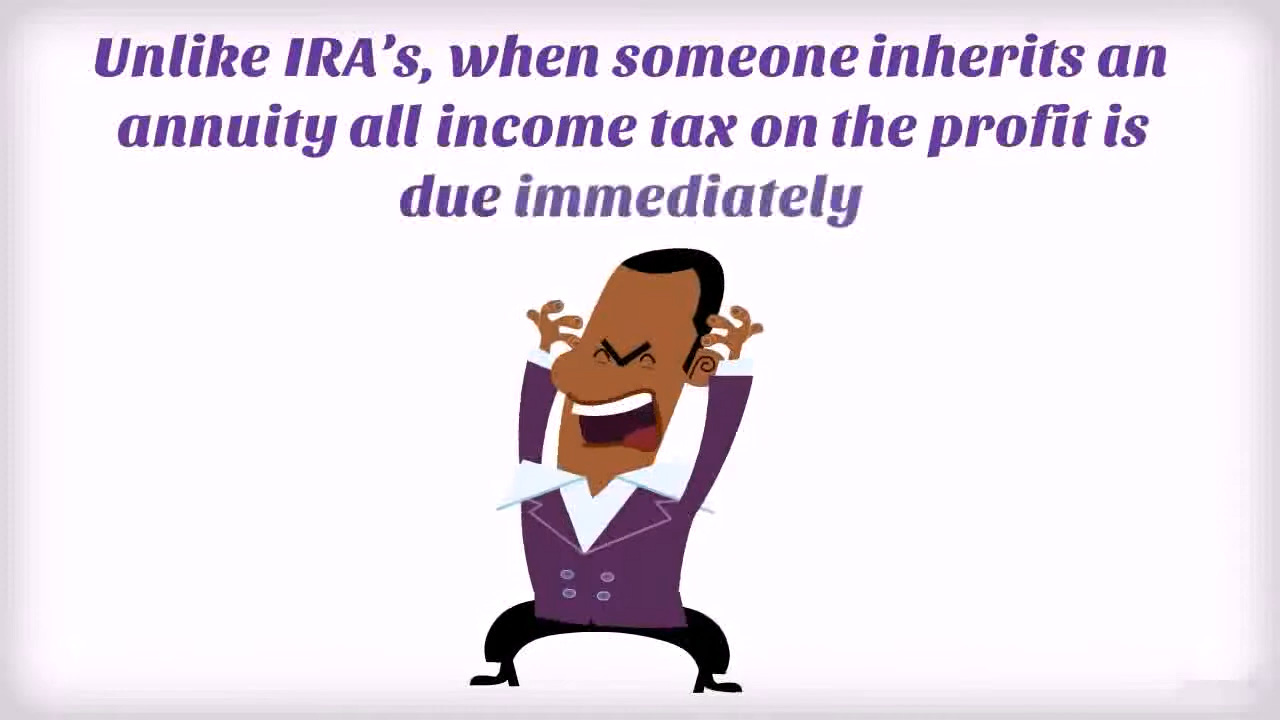 Unlike IRA’s, when someone inherits an
annuity all income tax on the profit is
due immediately